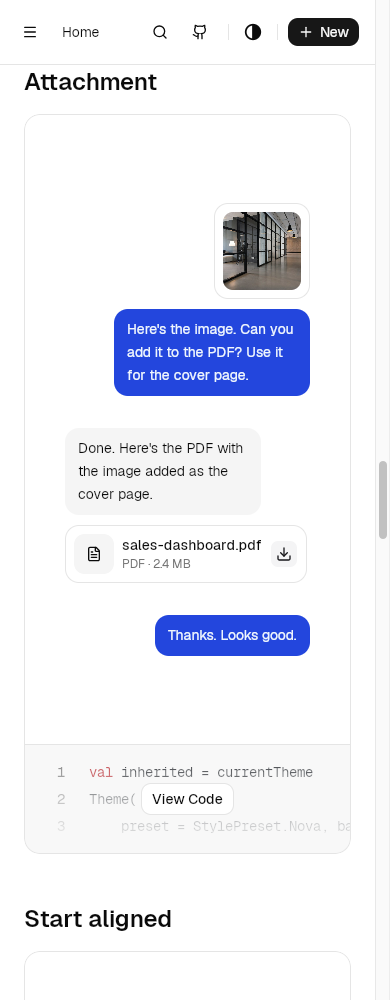 Home
New
Attachment
Here's the image. Can you
add it to the PDF? Use it
for the cover page.
Done. Here's the PDF with
the image added as the
cover page.
sales-dashboard.pdf
PDF · 2.4 MB
Thanks. Looks good.
1 val inherited = currentTheme
2 Theme(
View Code
3 preset = StylePreset.Nova, ba
Start aligned